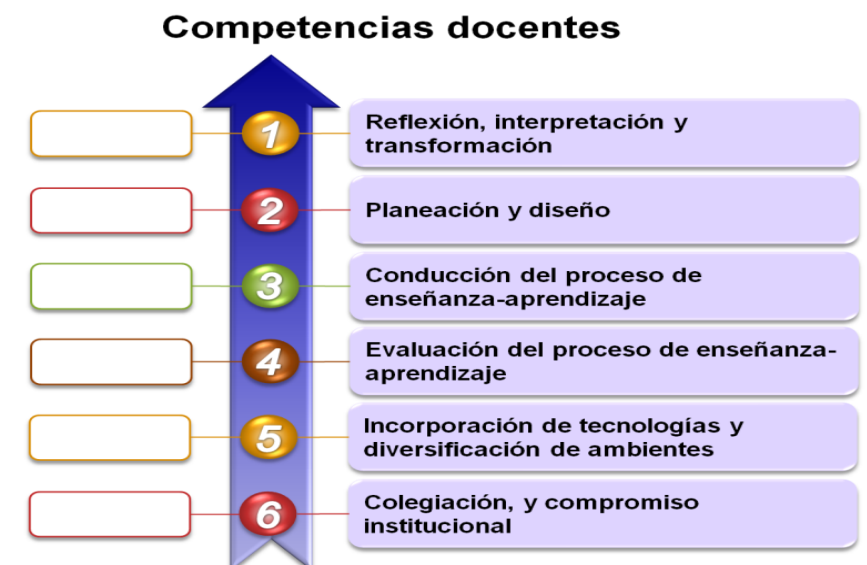 Competencias docentes
1
Reflexión, interpretación y
transformación
2
Planeación y diseño
3
Conducción del proceso de
enseñanza-aprendizaje
4
Evaluación del proceso de enseñanza-
aprendizaje
5
Incorporación de tecnologías y
diversificación de ambientes
6
Colegiación, y compromiso
institucional